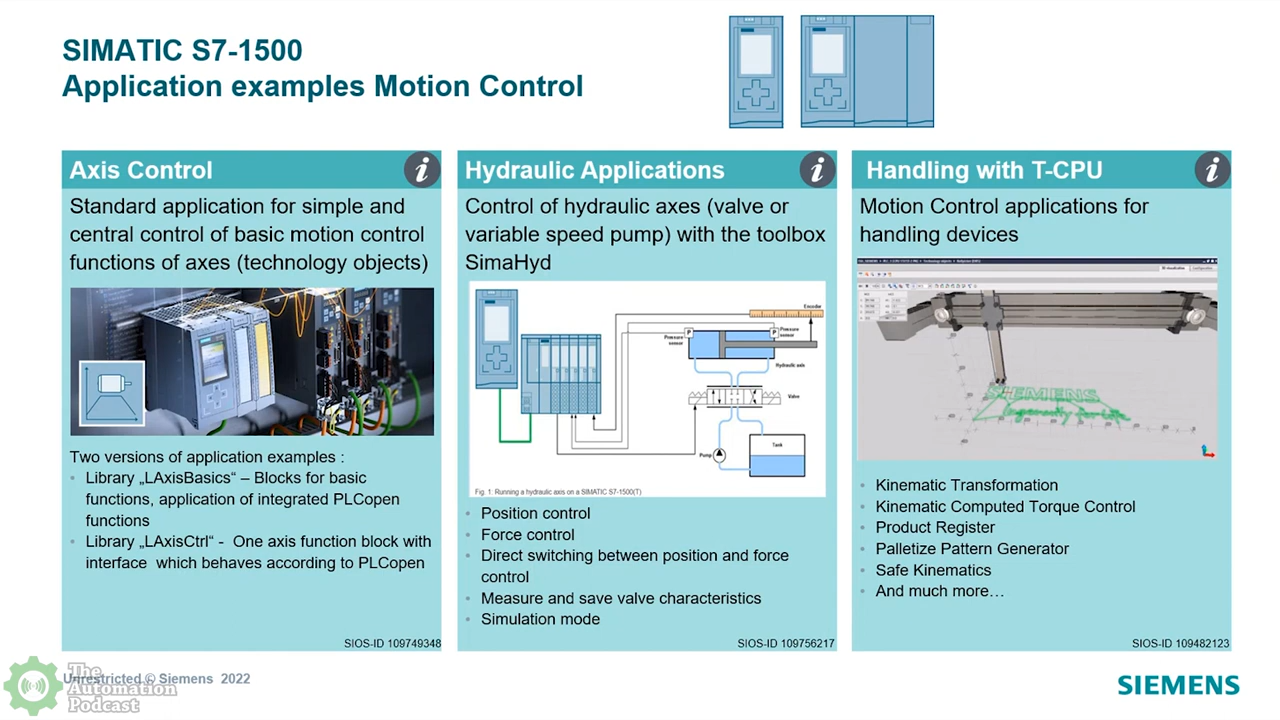 SIMATIC S7-1500
Application examples Motion Control
Axis Control
i
Standard application for simple and
central control of basic motion control
functions of axes (technology objects)
Two versions of application examples :
• Library „LAxisBasics“ – Blocks for basic
functions, application of integrated PLCopen
functions
• Library „LAxisCtrl“ - One axis function block with
interface which behaves according to PLCopen
SIOS-ID 109749348
Hydraulic Applications
i
Control of hydraulic axes (valve or
variable speed pump) with the toolbox
SimaHyd
Encoder
Pressure
sensor
P
P
Pressure
sensor
Hydraulic axis
Valve
Pump
Tank
Fig. 1: Running a hydraulic axis on a SIMATIC S7-1500(T)
• Position control
• Force control
• Direct switching between position and force
control
• Measure and save valve characteristics
• Simulation mode
SIOS-ID 109756217
Handling with T-CPU
i
Motion Control applications for
handling devices
SIEMENS
Ingenuity for life
• Kinematic Transformation
• Kinematic Computed Torque Control
• Product Register
• Palletize Pattern Generator
• Safe Kinematics
• And much more…
SIOS-ID 109482123
Unrestricted © Siemens 2022
The
Automation
Podcast
SIEMENS